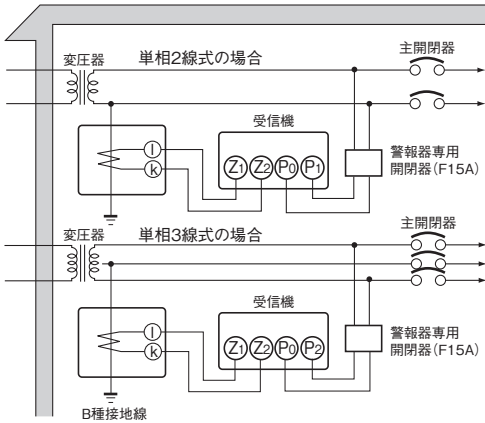 変圧器
単相2線式の場合
主開閉器
受信機
l
k
Z1
Z2
P0
P1
警報器専用
開閉器(F15A)
変圧器
単相3線式の場合
主開閉器
受信機
l
k
Z1
Z2
P0
P2
警報器専用
開閉器(F15A)
B種接地線